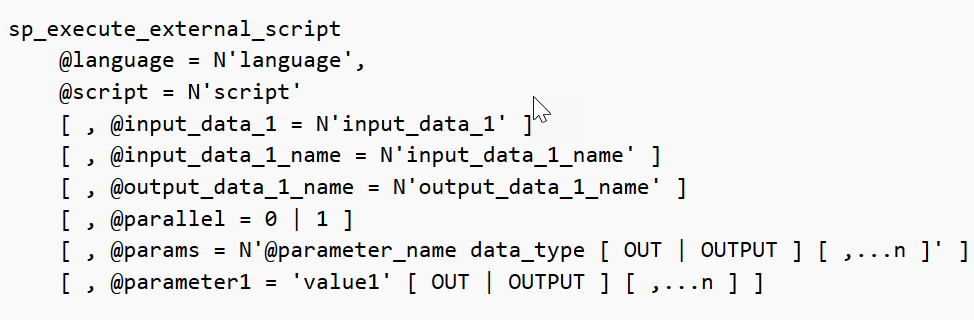 sp_execute_external_script
@language = N'language',
@script = N'script'
[ , @input_data_1 = N'input_data_1' ]
[ , @input_data_1_name = N'input_data_1_name' ]
[ , @output_data_1_name = N'output_data_1_name' ]
[ , @parallel = 0 | 1 ]
[ , @params = N'@parameter_name data_type [ OUT | OUTPUT ] [ ,...n ]' ]
[ , @parameter1 = 'value1' [ OUT | OUTPUT ] [ ,...n ] ]